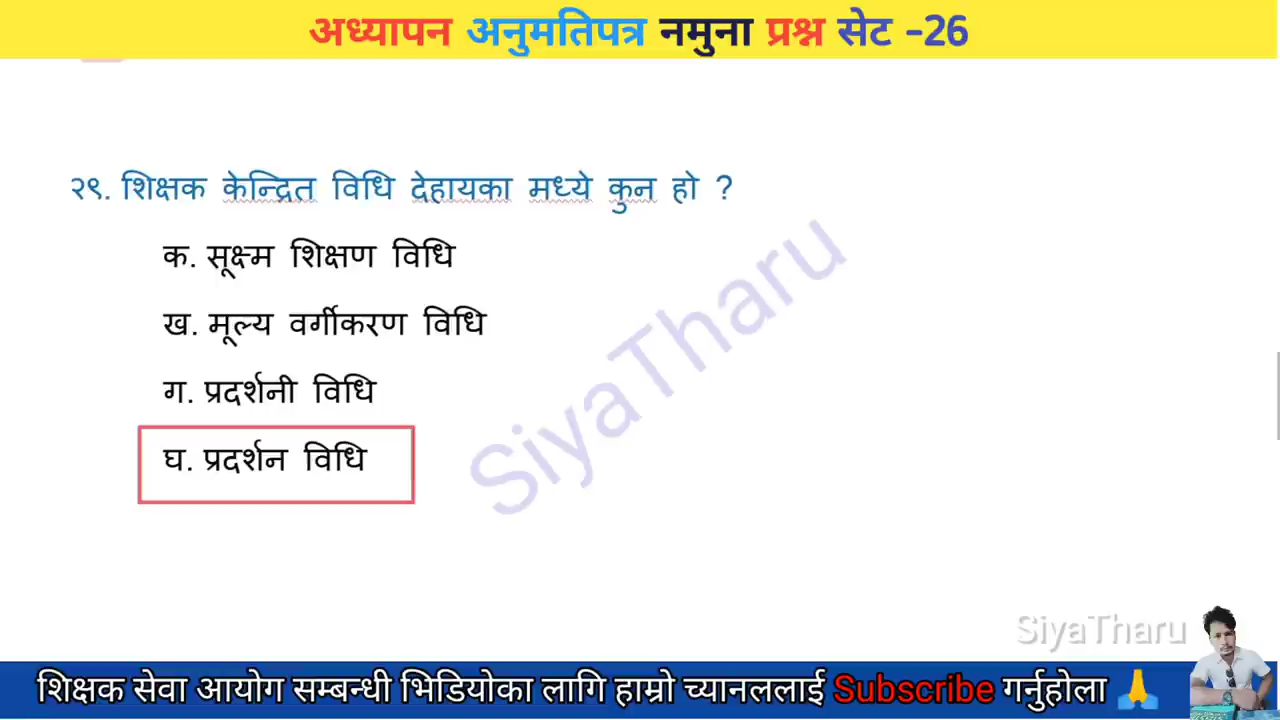 अध्यापन अनुमतिपत्र नमुना प्रश्न सेट -26
२९. शिक्षक केन्द्रित विधि देहायका मध्ये कुन हो ?
क. सूक्ष्म शिक्षण विधि
ख. मूल्य वर्गीकरण विधि
ग. प्रदर्शनी विधि
घ. प्रदर्शन विधि
SiyaTharu
SiyaTharu
शिक्षक सेवा आयोग सम्बन्धी भिडियोका लागि हाम्रो च्यानललाई Subscribe गर्नुहोला 🙏